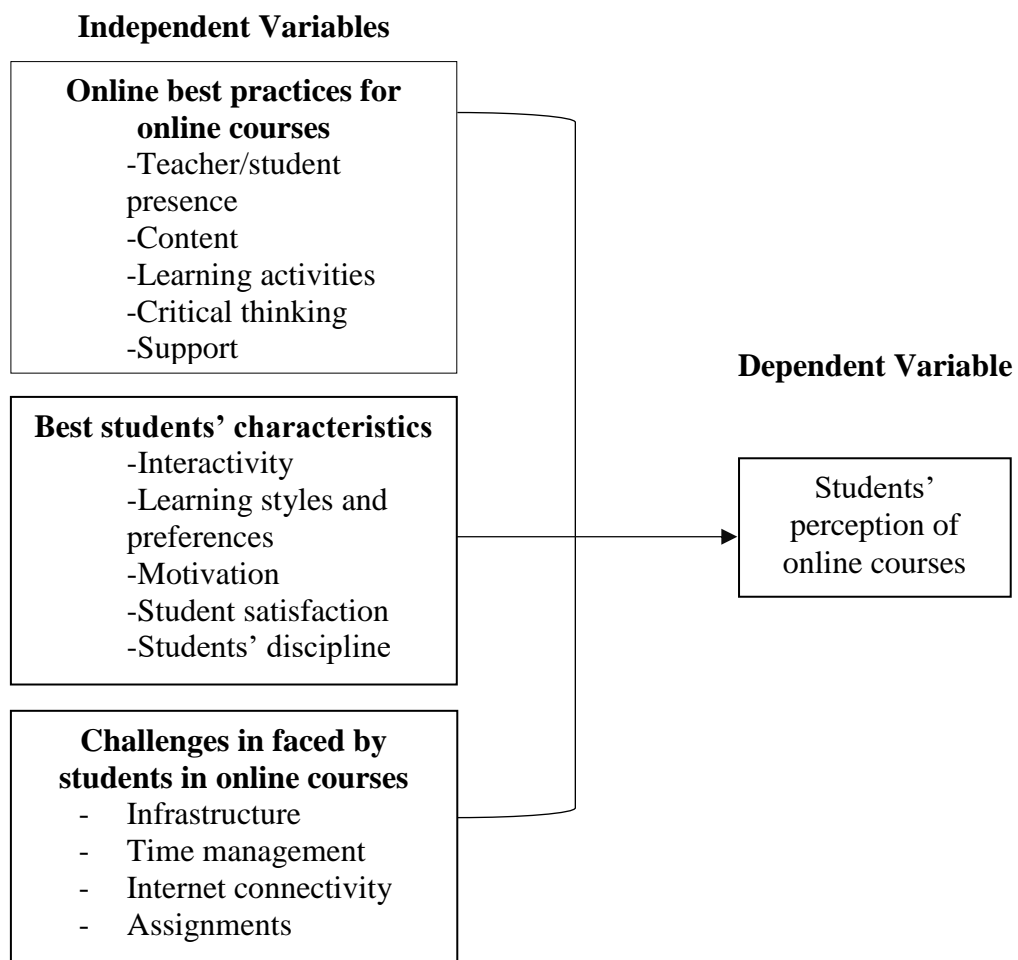 Independent Variables
Online best practices for
online courses
-Teacher/student
presence
-Content
-Learning activities
-Critical thinking
-Support
Best students’ characteristics
-Interactivity
-Learning styles and
preferences
-Motivation
-Student satisfaction
-Students’ discipline
Challenges in faced by
students in online courses
- Infrastructure
- Time management
- Internet connectivity
- Assignments
Dependent Variable
Students’
perception of
online courses